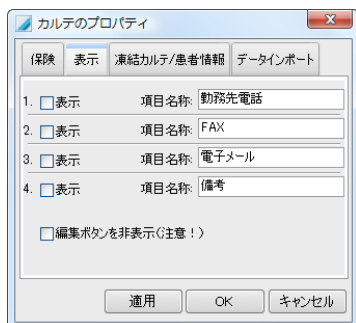 カルテのプロパティ
保険 表示 凍結カルテ/患者情報 データインポート
1. 表示 項目名称: 勤務先電話
2. 表示 項目名称: FAX
3. 表示 項目名称: 電子メール
4. 表示 項目名称: 備考
編集ボタンを非表示(注意！)
適用 OK キャンセル